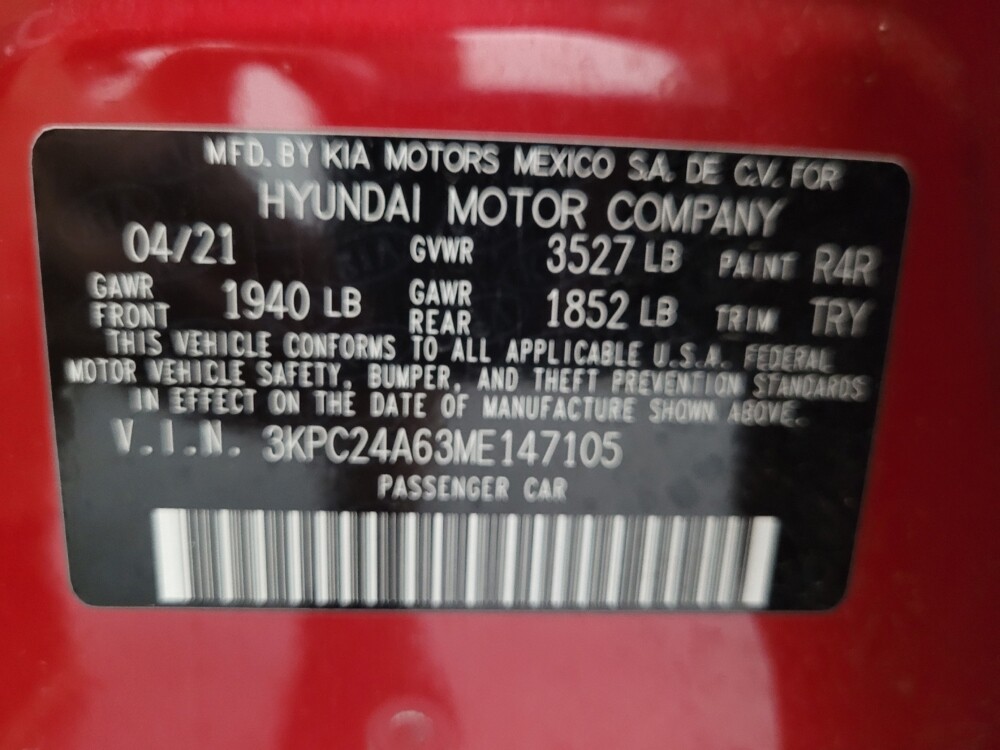 MFD. BY KIA MOTORS MEXICO S.A. DE C.V. FOR
HYUNDAI MOTOR COMPANY
04/21 GVWR 3527 LB PAINT R4R
GAWR FRONT 1940 LB GAWR REAR 1852 LB TRIM TRY
THIS VEHICLE CONFORMS TO ALL APPLICABLE U.S.A. FEDERAL
MOTOR VEHICLE SAFETY, BUMPER, AND THEFT PREVENTION STANDARDS
IN EFFECT ON THE DATE OF MANUFACTURE SHOWN ABOVE.
V.I.N. 3KPC24A63ME147105
PASSENGER CAR